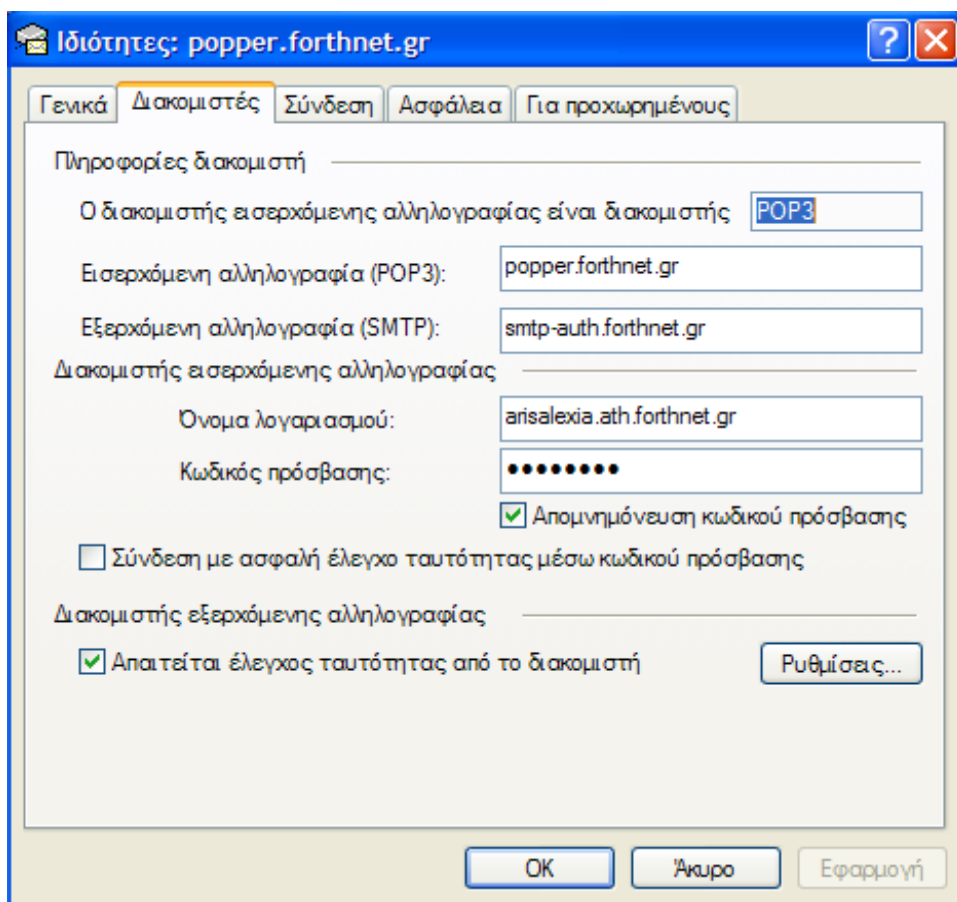 Ιδιότητες: popper.forthnet.gr
Γενικά Διακομιστές Σύνδεση Ασφάλεια Για προχωρημένους
Πληροφορίες διακομιστή
Ο διακομιστής εισερχόμενης αλληλογραφίας είναι διακομιστής POP3
Εισερχόμενη αλληλογραφία (POP3): popper.forthnet.gr
Εξερχόμενη αλληλογραφία (SMTP): smtp-auth.forthnet.gr
Διακομιστής εισερχόμενης αλληλογραφίας
Όνομα λογαριασμού: arisalexia.ath.forthnet.gr
Κωδικός πρόσβασης: ●●●●●●●●
Απομνημόνευση κωδικού πρόσβασης
Σύνδεση με ασφαλή έλεγχο ταυτότητας μέσω κωδικού πρόσβασης
Διακομιστής εξερχόμενης αλληλογραφίας
Απαιτείται έλεγχος ταυτότητας από το διακομιστή Ρυθμίσεις...
OK Άκυρο Εφαρμογή